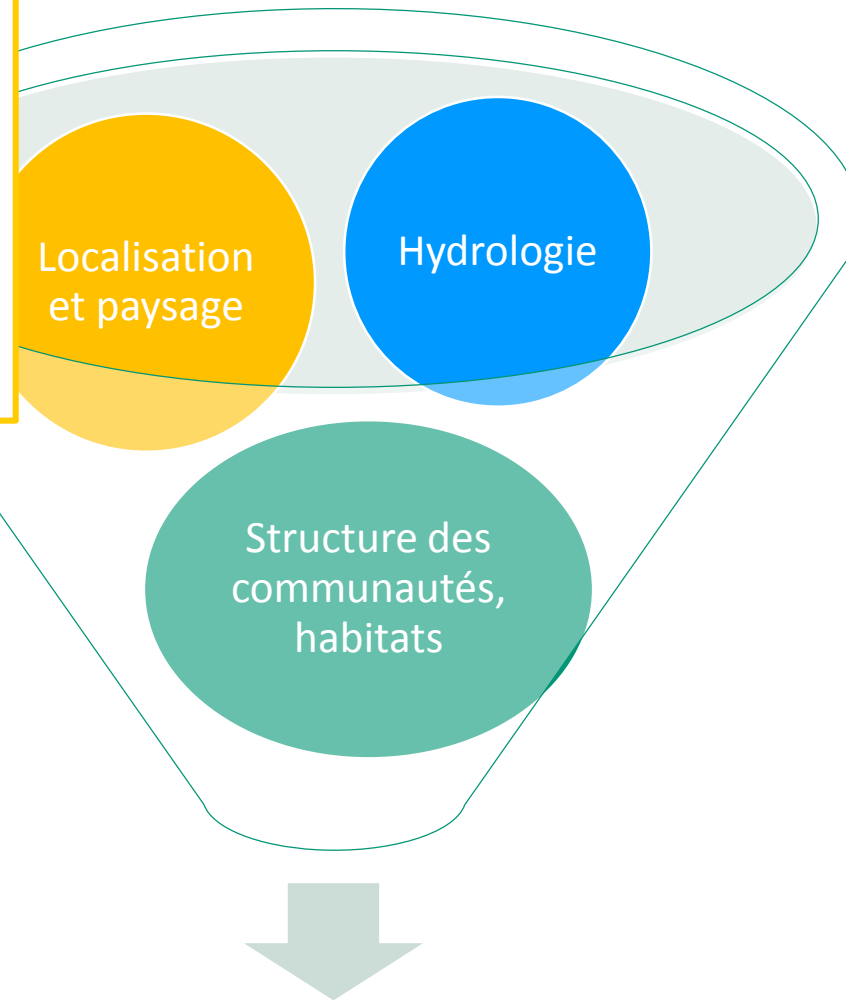 Localisation
et paysage
Hydrologie
Structure des
communautés,
habitats